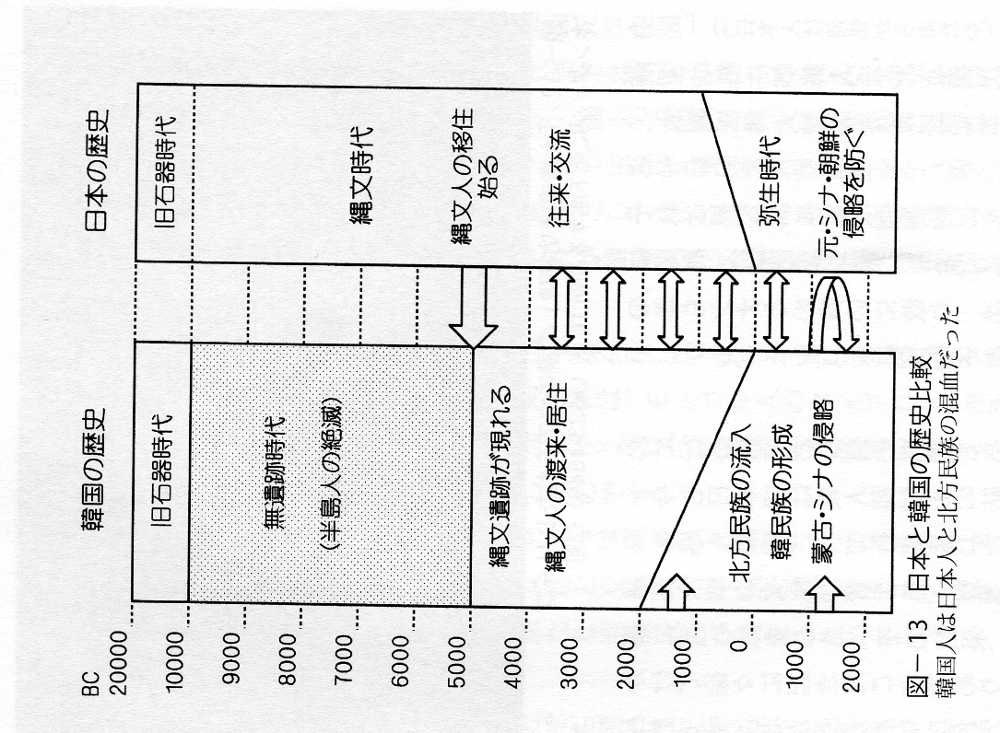 韓国の歴史
日本の歴史
BC
20000
10000
9000
8000
7000
6000
5000
4000
3000
2000
1000
0
1000
2000
旧石器時代
無遺跡時代
(半島人の絶滅)
縄文遺跡が現れる
縄文人の渡来・居住
北方民族の流入
韓民族の形成
蒙古・シナの侵略
旧石器時代
縄文時代
縄文人の移住
始る
往来・交流
弥生時代
元・シナ・朝鮮の
侵略を防ぐ
図－13 日本と韓国の歴史比較
韓国人は日本人と北方民族の混血だった